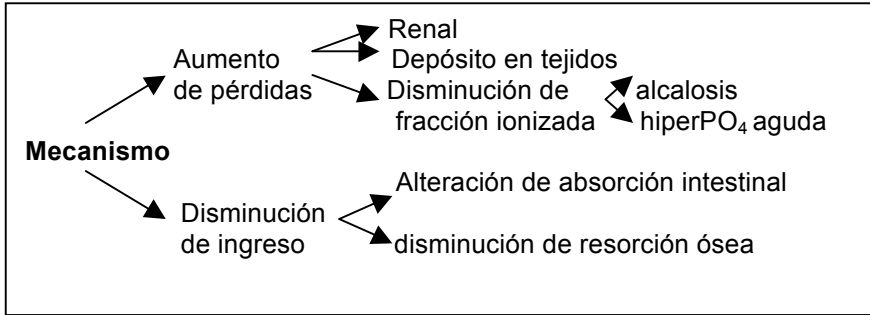 Renal
Aumento
de pérdidas
Depósito en tejidos
Disminución de
fracción ionizada
alcalosis
hiperPO₄ aguda
Mecanismo
Alteración de absorción intestinal
Disminución
de ingreso
disminución de resorción ósea